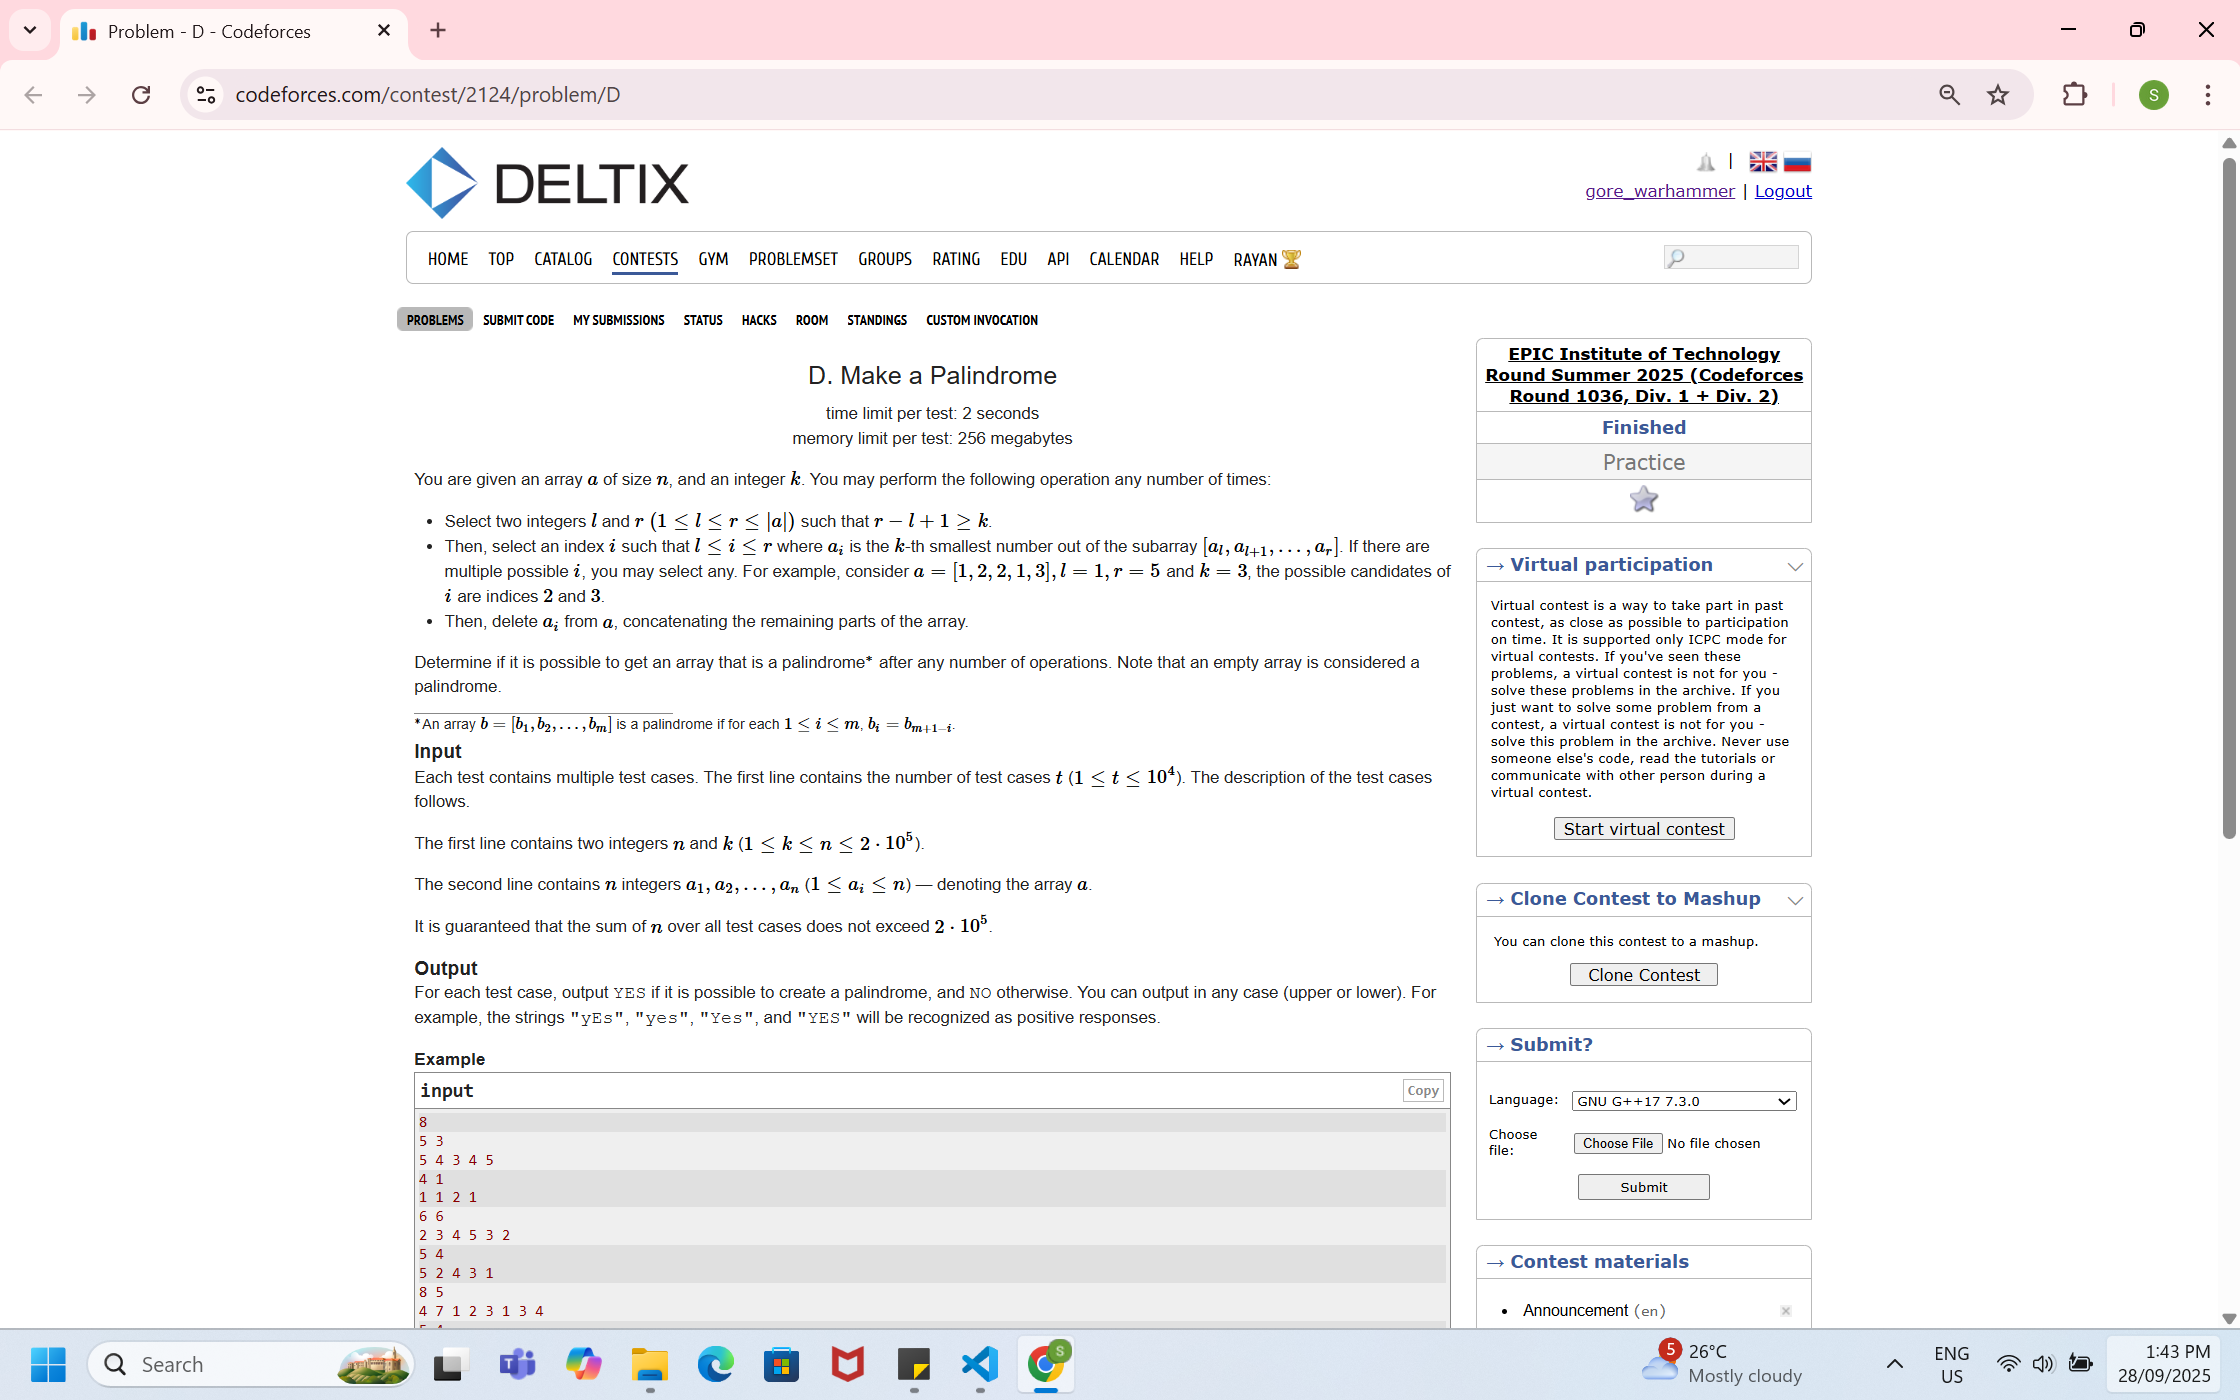 Problem - D - Codeforces
codeforces.com/contest/2124/problem/D
S
DELTIX
|
gore_warhammer | Logout
HOME TOP CATALOG CONTESTS GYM PROBLEMSET GROUPS RATING EDU API CALENDAR HELP RAYAN
PROBLEMS SUBMIT CODE MY SUBMISSIONS STATUS HACKS ROOM STANDINGS CUSTOM INVOCATION
D. Make a Palindrome
time limit per test: 2 seconds
memory limit per test: 256 megabytes
You are given an array a of size n, and an integer k. You may perform the following operation any number of times:
• Select two integers l and r (1 ≤ l ≤ r ≤ |a|) such that r − l + 1 ≥ k.
• Then, select an index i such that l ≤ i ≤ r where a_i is the k-th smallest number out of the subarray [a_l, a_{l+1}, . . . , a_r]. If there are
multiple possible i, you may select any. For example, consider a = [1, 2, 2, 1, 3], l = 1, r = 5 and k = 3, the possible candidates of
i are indices 2 and 3.
• Then, delete a_i from a, concatenating the remaining parts of the array.
Determine if it is possible to get an array that is a palindrome* after any number of operations. Note that an empty array is considered a
palindrome.
*An array b = [b_1, b_2, . . . , b_m] is a palindrome if for each 1 ≤ i ≤ m, b_i = b_{m+1−i}.
Input
Each test contains multiple test cases. The first line contains the number of test cases t (1 ≤ t ≤ 10^4). The description of the test cases
follows.
The first line contains two integers n and k (1 ≤ k ≤ n ≤ 2 · 10^5).
The second line contains n integers a_1, a_2, . . . , a_n (1 ≤ a_i ≤ n) — denoting the array a.
It is guaranteed that the sum of n over all test cases does not exceed 2 · 10^5.
Output
For each test case, output YES if it is possible to create a palindrome, and NO otherwise. You can output in any case (upper or lower). For
example, the strings "yEs", "yes", "Yes", and "YES" will be recognized as positive responses.
Example
input
Copy
8
5 3
5 4 3 4 5
4 1
1 1 2 1
6 6
2 3 4 5 3 2
5 4
5 2 4 3 1
8 5
4 7 1 2 3 1 3 4
EPIC Institute of Technology
Round Summer 2025 (Codeforces
Round 1036, Div. 1 + Div. 2)
Finished
Practice
→ Virtual participation
Virtual contest is a way to take part in past
contest, as close as possible to participation
on time. It is supported only ICPC mode for
virtual contests. If you've seen these
problems, a virtual contest is not for you -
solve these problems in the archive. If you
just want to solve some problem from a
contest, a virtual contest is not for you -
solve this problem in the archive. Never use
someone else's code, read the tutorials or
communicate with other person during a
virtual contest.
Start virtual contest
→ Clone Contest to Mashup
You can clone this contest to a mashup.
Clone Contest
→ Submit?
Language: GNU G++17 7.3.0
Choose
file: Choose File No file chosen
Submit
→ Contest materials
• Announcement (en)
Search
S
5
26°C
Mostly cloudy
ENG
US
1:43 PM
28/09/2025